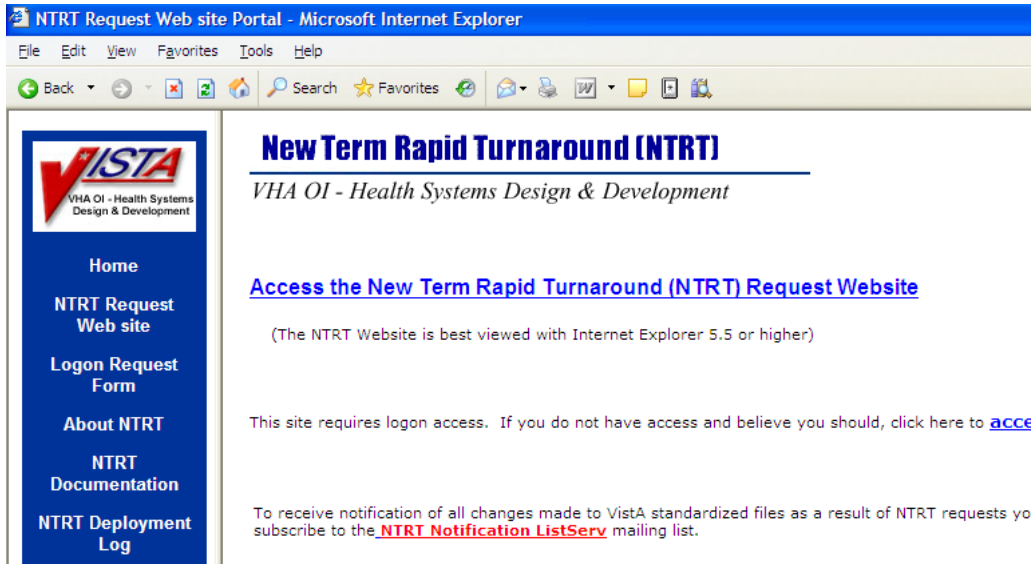 NTRT Request Web site Portal - Microsoft Internet Explorer
File Edit View Favorites Tools Help
Back Search Favorites
VISTA
VHA OI - Health Systems
Design & Development
Home
NTRT Request
Web site
Logon Request
Form
About NTRT
NTRT
Documentation
NTRT Deployment
Log
New Term Rapid Turnaround (NTRT)
VHA OI - Health Systems Design & Development
Access the New Term Rapid Turnaround (NTRT) Request Website
(The NTRT Website is best viewed with Internet Explorer 5.5 or higher)
This site requires logon access. If you do not have access and believe you should, click here to acce
To receive notification of all changes made to VistA standardized files as a result of NTRT requests yo
subscribe to the NTRT Notification ListServ mailing list.